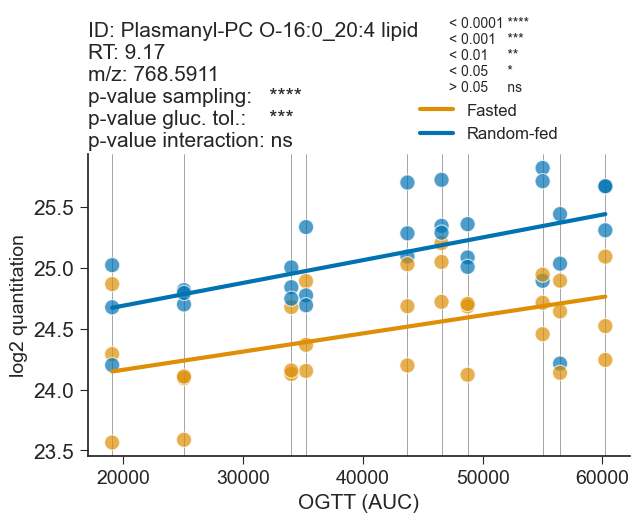 ID: Plasmanyl-PC O-16:0_20:4 lipid
RT: 9.17
m/z: 768.5911
p-value sampling: ****
p-value gluc. tol.: ***
p-value interaction: ns
< 0.0001 ****
< 0.001 ***
< 0.01 **
< 0.05 *
> 0.05 ns
Fasted
Random-fed
log2 quantitation
25.5
25.0
24.5
24.0
23.5
20000 30000 40000 50000 60000
OGTT (AUC)